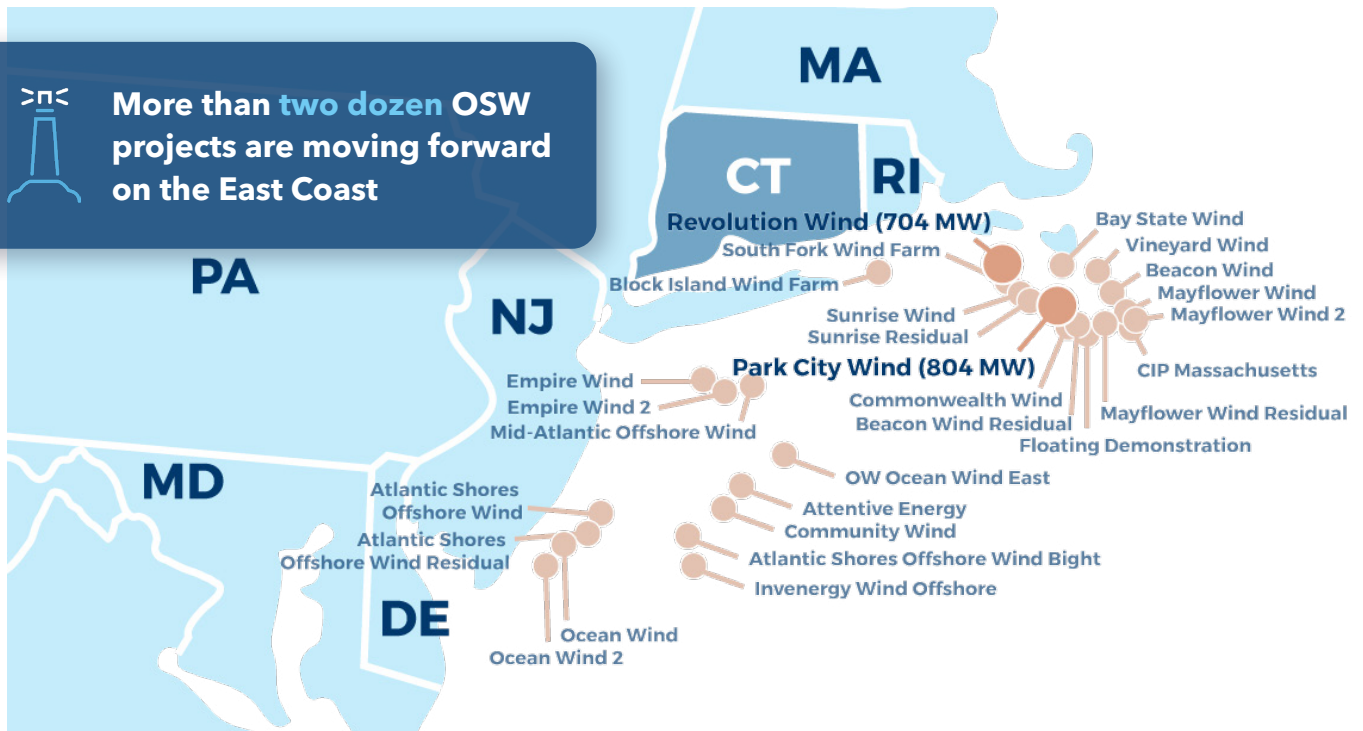 More than two dozen OSW
projects are moving forward
on the East Coast
MA
CT
RI
PA
NJ
MD
DE
Revolution Wind (704 MW)
South Fork Wind Farm
Block Island Wind Farm
Sunrise Wind
Sunrise Residual
Park City Wind (804 MW)
Bay State Wind
Vineyard Wind
Beacon Wind
Mayflower Wind
Mayflower Wind 2
CIP Massachusetts
Commonwealth Wind
Mayflower Wind Residual
Beacon Wind Residual
Floating Demonstration
Empire Wind
Empire Wind 2
Mid-Atlantic Offshore Wind
OW Ocean Wind East
Attentive Energy
Community Wind
Atlantic Shores Offshore Wind Bight
Invenergy Wind Offshore
Atlantic Shores
Offshore Wind
Atlantic Shores
Offshore Wind Residual
Ocean Wind
Ocean Wind 2